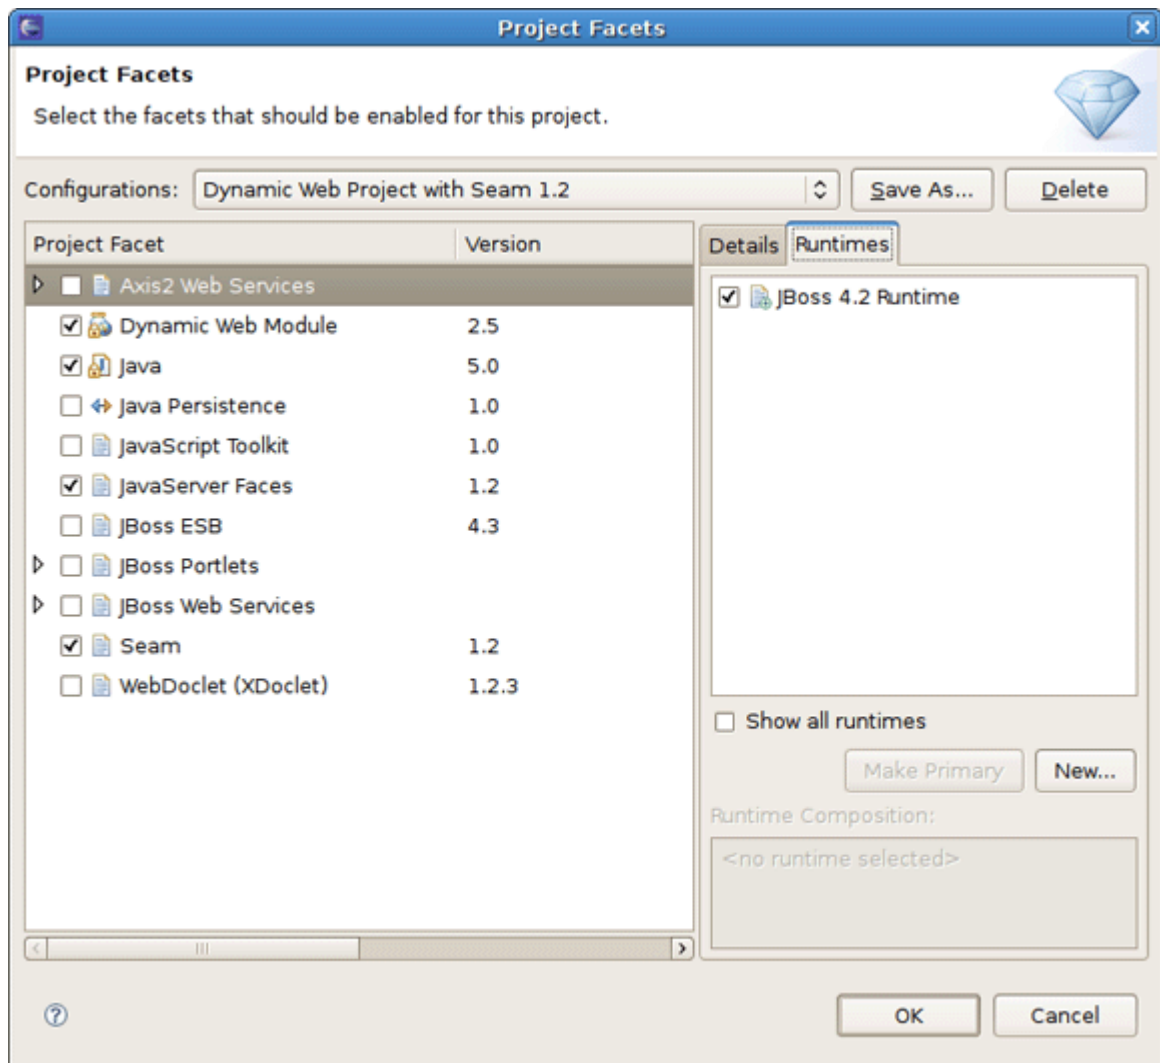 Project Facets
Project Facets
Select the facets that should be enabled for this project.
Configurations: Dynamic Web Project with Seam 1.2 Save As... Delete
Project Facet Version
Details Runtimes
Axis2 Web Services
Dynamic Web Module 2.5
Java 5.0
Java Persistence 1.0
JavaScript Toolkit 1.0
JavaServer Faces 1.2
JBoss ESB 4.3
JBoss Portlets
JBoss Web Services
Seam 1.2
WebDoclet (XDoclet) 1.2.3
JBoss 4.2 Runtime
Show all runtimes
Make Primary New...
Runtime Composition:
<no runtime selected>
OK Cancel